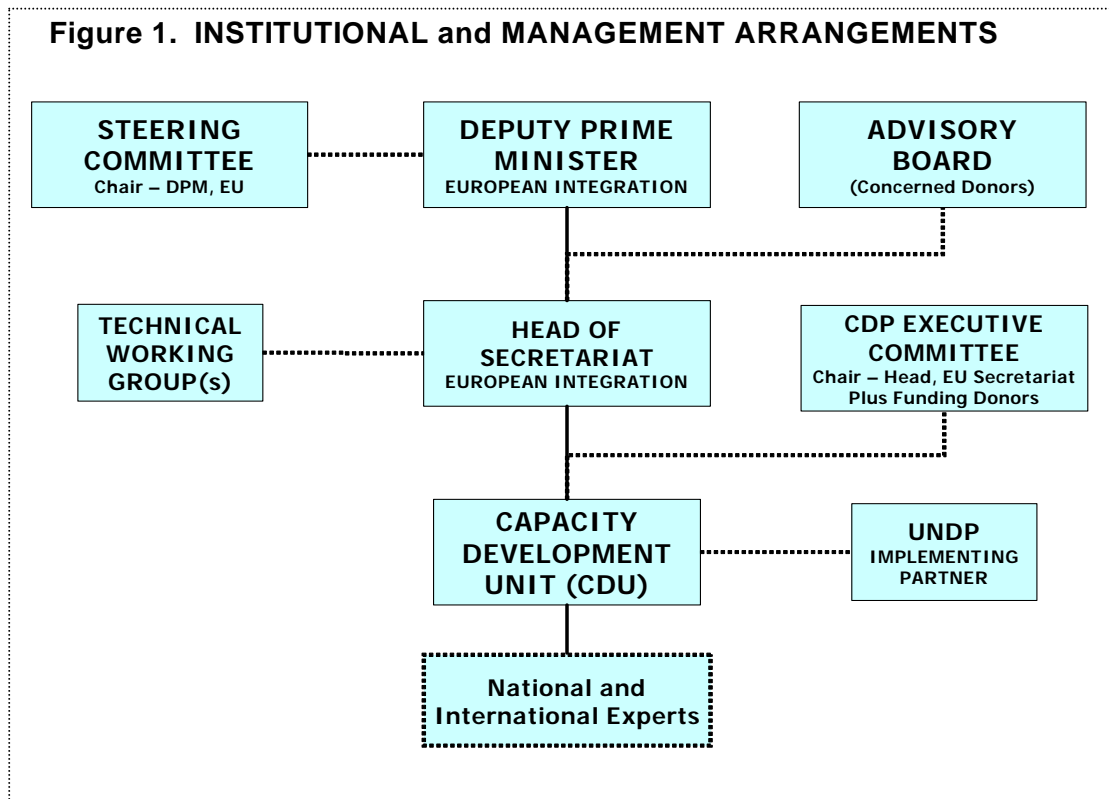 Figure 1. INSTITUTIONAL and MANAGEMENT ARRANGEMENTS
STEERING
COMMITTEE
Chair – DPM, EU
DEPUTY PRIME
MINISTER
EUROPEAN INTEGRATION
ADVISORY
BOARD
(Concerned Donors)
TECHNICAL
WORKING
GROUP(s)
HEAD OF
SECRETARIAT
EUROPEAN INTEGRATION
CDP EXECUTIVE
COMMITTEE
Chair – Head, EU Secretariat
Plus Funding Donors
CAPACITY
DEVELOPMENT
UNIT (CDU)
UNDP
IMPLEMENTING
PARTNER
National and
International Experts